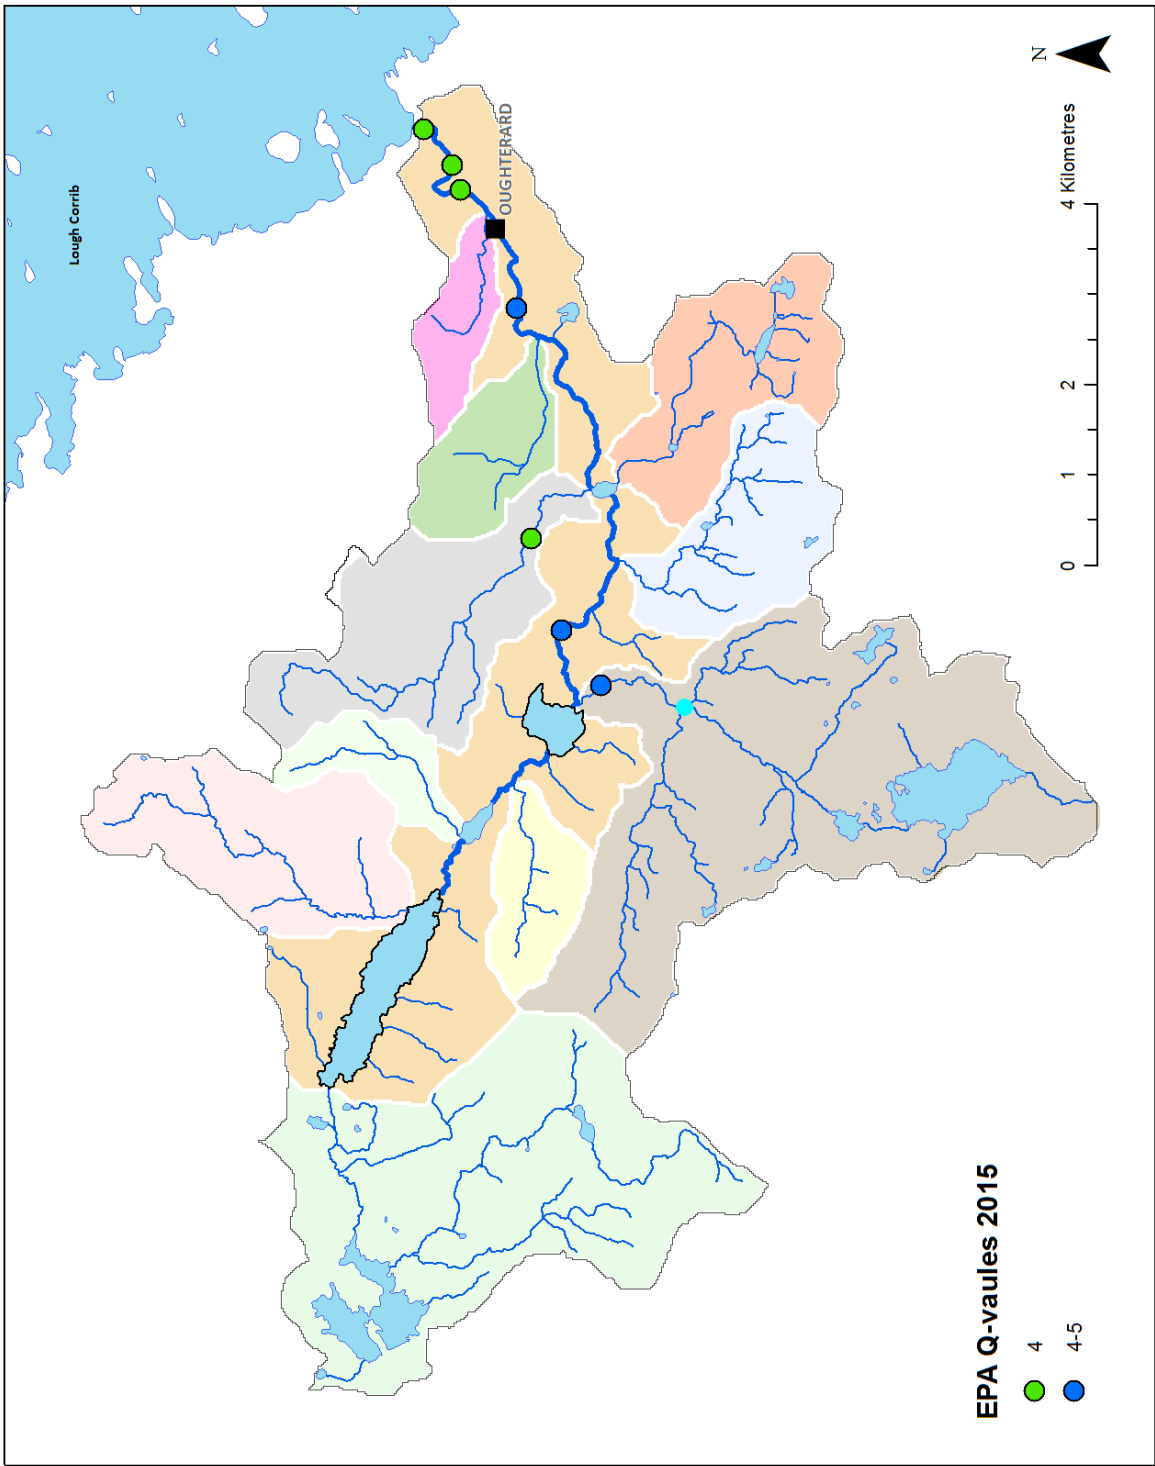 Lough Corrib
OUGHTERARD
N
0 1 2 4 Kilometres
EPA Q-vaules 2015
4
4-5